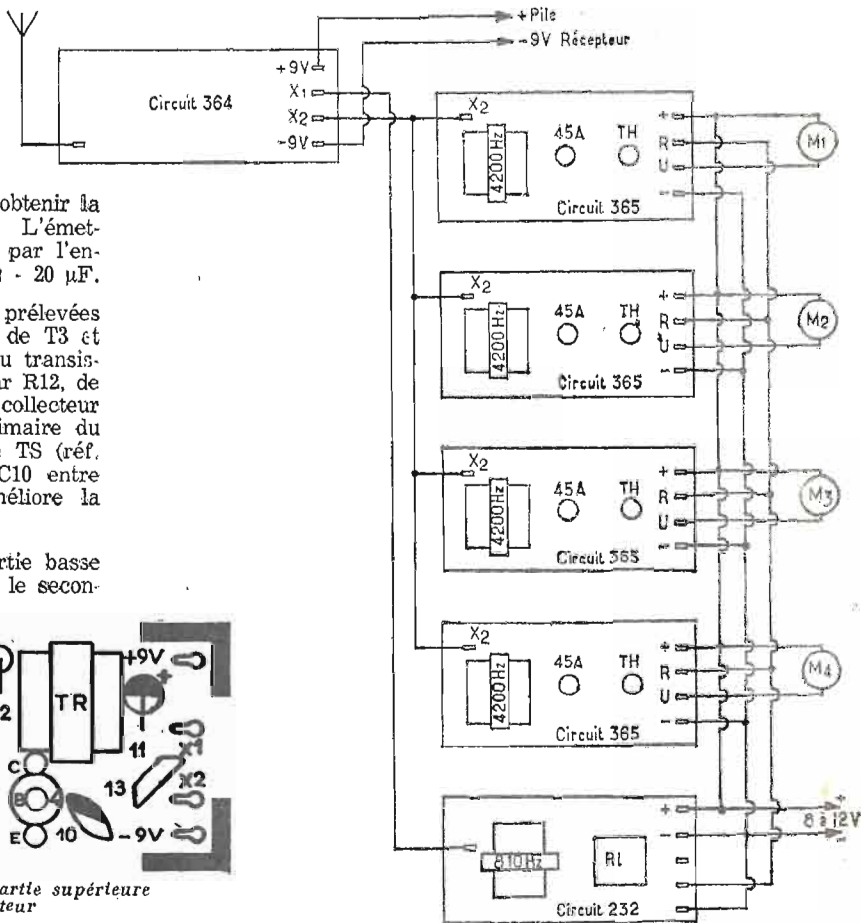 + Pile
-9V Récepteur
Circuit 364
+9V
X1
X2
-9V
obtenir la
L'émet-
par l'en-
- 20 µF.
prélevées
de T3 et
u transis-
R12, de
collecteur
imaire du
TS (réf.
C10 entre
méliore la
rtie basse
le secon-
TR
+9V
+
2
11
X1
C
13
X2
B
E
10
-9V
artie supérieure
teur
X2
4200Hz
45A
TH
+
R
U
-
M1
Circuit 365
X2
4200Hz
45A
TH
+
R
U
-
M2
Circuit 365
X2
4200Hz
45A
TH
+
R
U
-
M3
Circuit 365
X2
4200Hz
45A
TH
+
R
U
-
M4
Circuit 365
810Hz
RL
+
-
+
8 à 12V
-
Circuit 232